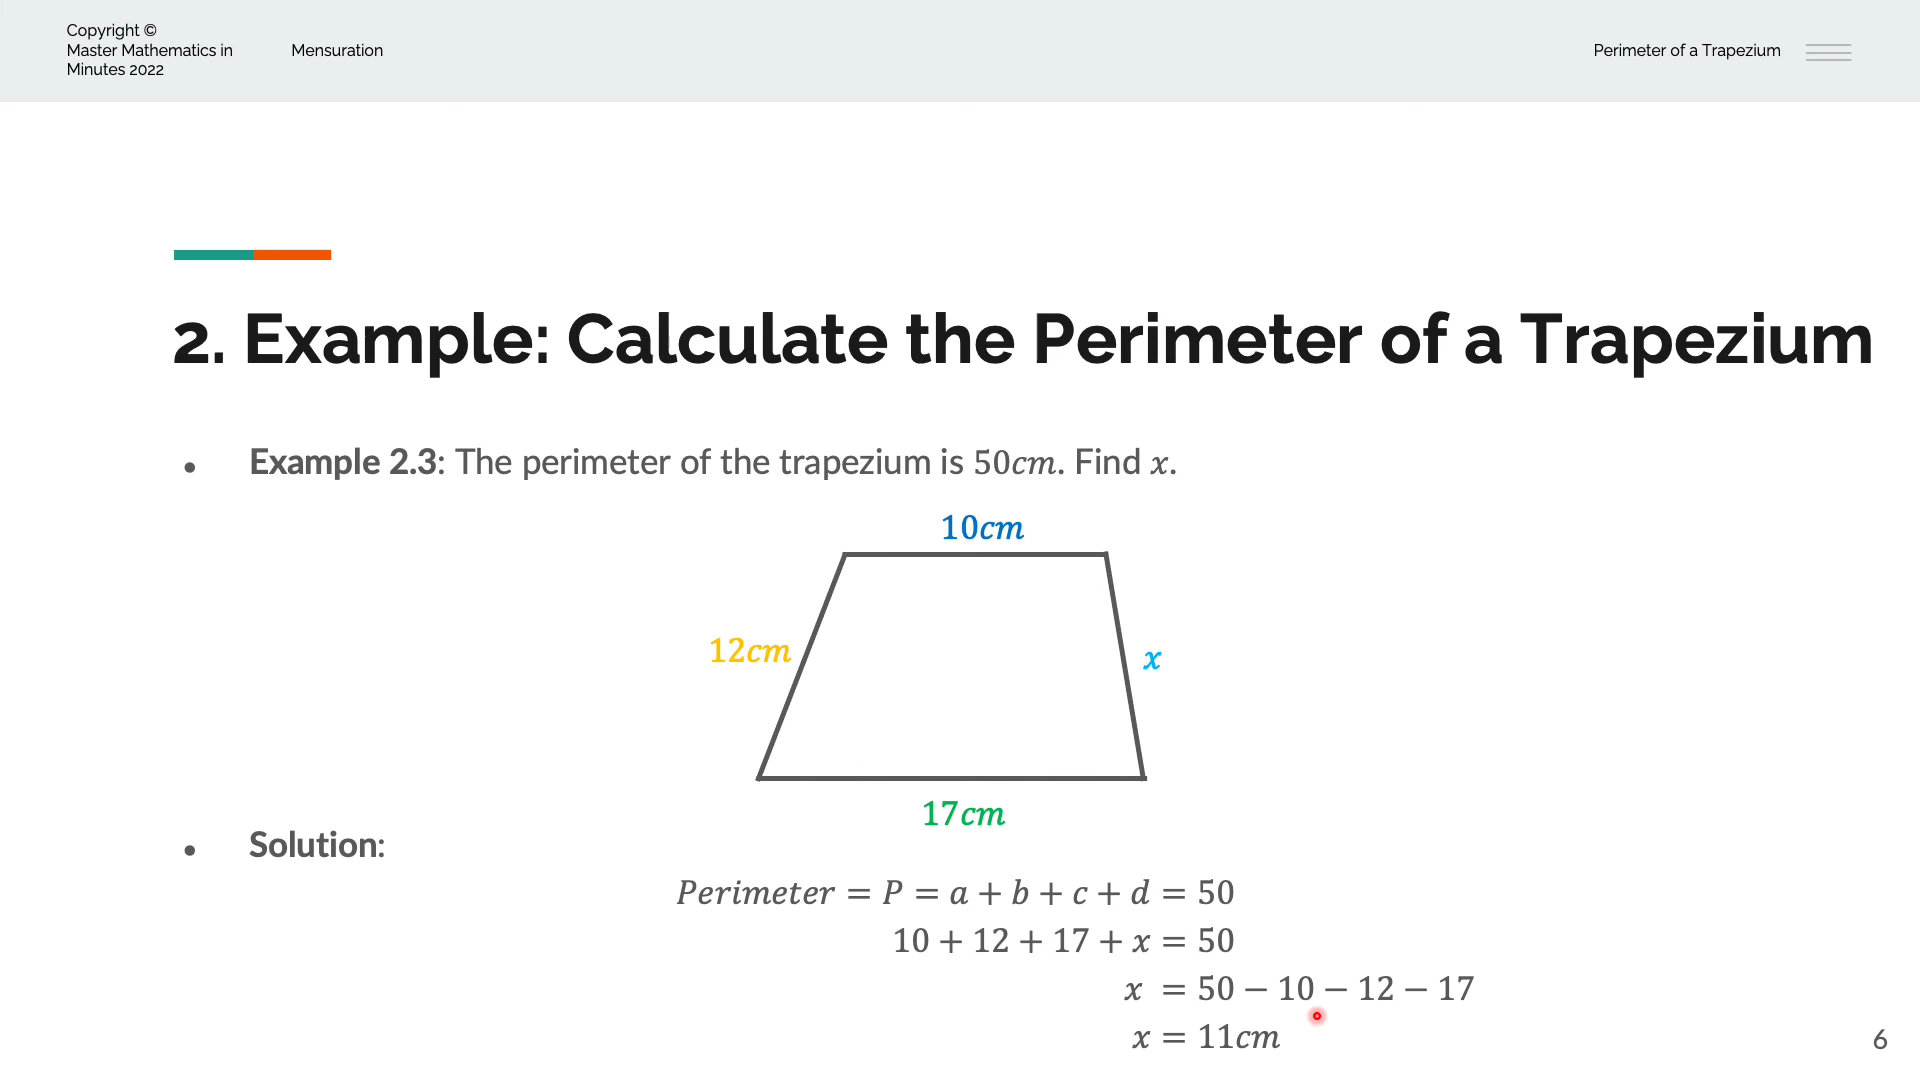 Copyright ©
Master Mathematics in
Minutes 2022
Mensuration
Perimeter of a Trapezium
2. Example: Calculate the Perimeter of a Trapezium
● Example 2.3: The perimeter of the trapezium is 50cm. Find x.
10cm
12cm
x
17cm
● Solution:
Perimeter = P = a + b + c + d = 50
10 + 12 + 17 + x = 50
x = 50 − 10 − 12 − 17
x = 11cm
6